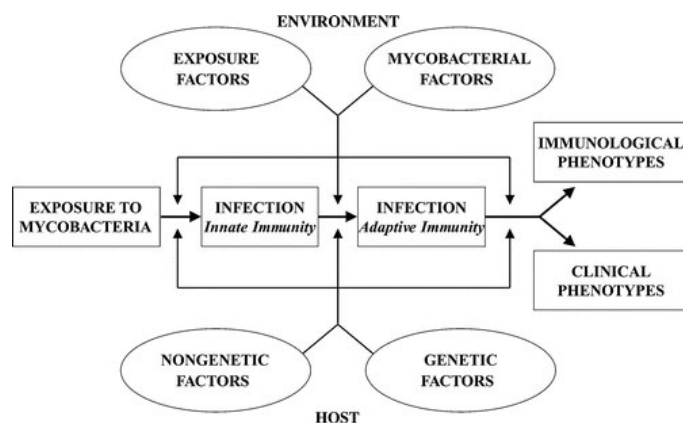 ENVIRONMENT
EXPOSURE
FACTORS
MYCOBACTERIAL
FACTORS
IMMUNOLOGICAL
PHENOTYPES
EXPOSURE TO
MYCOBACTERIA
INFECTION
Innate Immunity
INFECTION
Adaptive Immunity
CLINICAL
PHENOTYPES
NONGENETIC
FACTORS
GENETIC
FACTORS
HOST